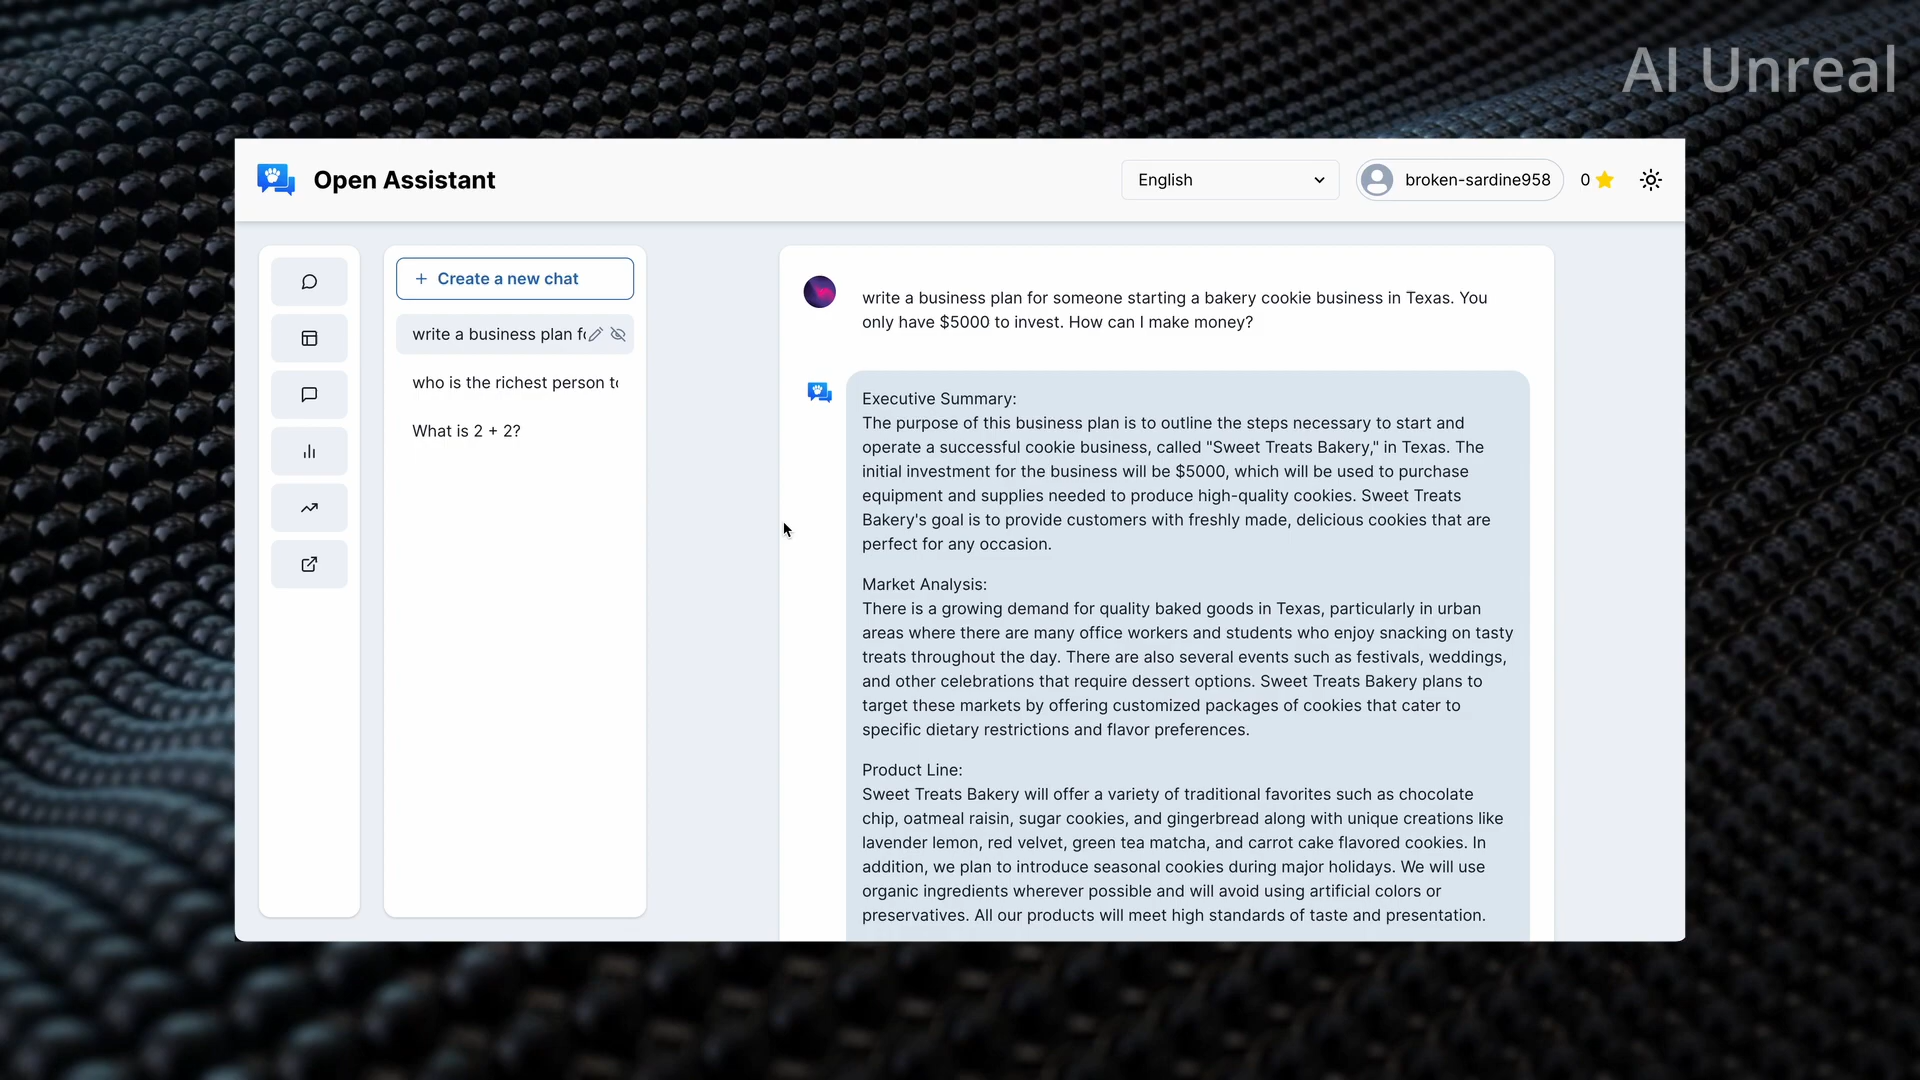 AI Unreal
Open Assistant
English
broken-sardine958
0
Create a new chat
write a business plan fo
who is the richest person to
What is 2 + 2?
write a business plan for someone starting a bakery cookie business in Texas. You
only have $5000 to invest. How can I make money?
Executive Summary:
The purpose of this business plan is to outline the steps necessary to start and
operate a successful cookie business, called "Sweet Treats Bakery," in Texas. The
initial investment for the business will be $5000, which will be used to purchase
equipment and supplies needed to produce high-quality cookies. Sweet Treats
Bakery's goal is to provide customers with freshly made, delicious cookies that are
perfect for any occasion.
Market Analysis:
There is a growing demand for quality baked goods in Texas, particularly in urban
areas where there are many office workers and students who enjoy snacking on tasty
treats throughout the day. There are also several events such as festivals, weddings,
and other celebrations that require dessert options. Sweet Treats Bakery plans to
target these markets by offering customized packages of cookies that cater to
specific dietary restrictions and flavor preferences.
Product Line:
Sweet Treats Bakery will offer a variety of traditional favorites such as chocolate
chip, oatmeal raisin, sugar cookies, and gingerbread along with unique creations like
lavender lemon, red velvet, green tea matcha, and carrot cake flavored cookies. In
addition, we plan to introduce seasonal cookies during major holidays. We will use
organic ingredients wherever possible and will avoid using artificial colors or
preservatives. All our products will meet high standards of taste and presentation.